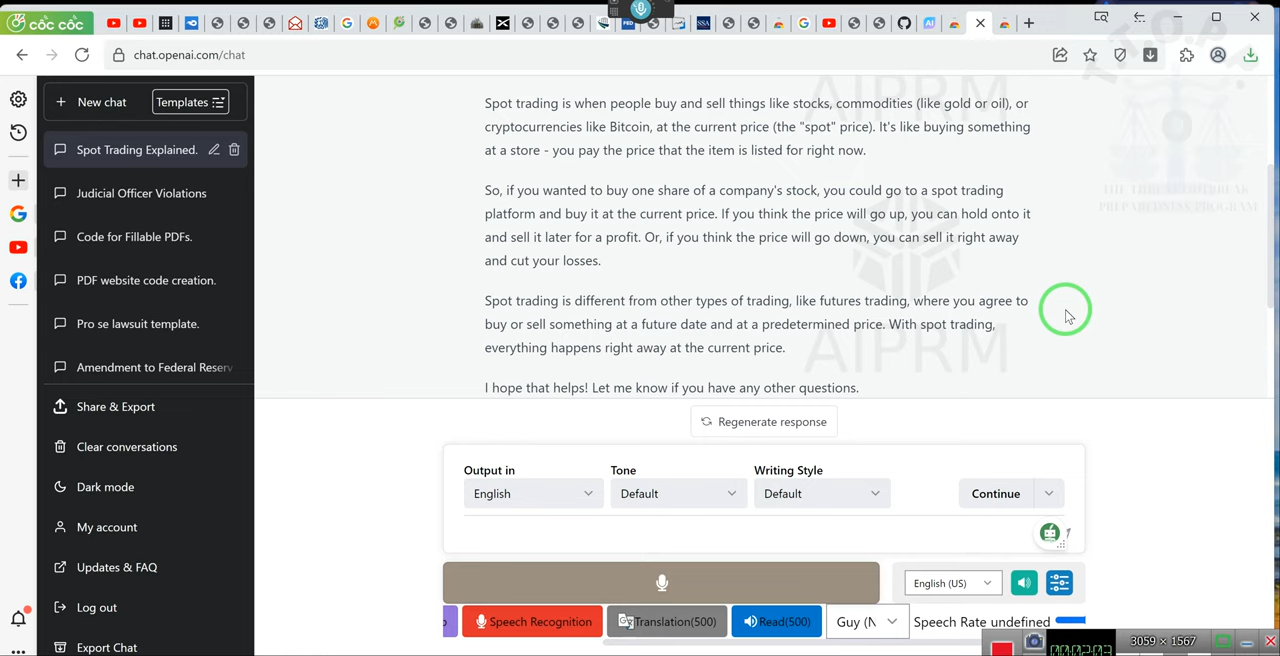 cốc cốc
FED
SSA
AI
chat.openai.com/chat
New chat
Templates
Spot Trading Explained.
Judicial Officer Violations
Code for Fillable PDFs.
PDF website code creation.
Pro se lawsuit template.
Amendment to Federal Reserv
Share & Export
Clear conversations
Dark mode
My account
Updates & FAQ
Log out
Export Chat
AIPRM
Spot trading is when people buy and sell things like stocks, commodities (like gold or oil), or
cryptocurrencies like Bitcoin, at the current price (the "spot" price). It's like buying something
at a store - you pay the price that the item is listed for right now.
So, if you wanted to buy one share of a company's stock, you could go to a spot trading
platform and buy it at the current price. If you think the price will go up, you can hold onto it
and sell it later for a profit. Or, if you think the price will go down, you can sell it right away
and cut your losses.
Spot trading is different from other types of trading, like futures trading, where you agree to
buy or sell something at a future date and at a predetermined price. With spot trading,
everything happens right away at the current price.
AIPRM
I hope that helps! Let me know if you have any other questions.
PREPAREDNESS PROGRAM
Regenerate response
Output in
Tone
Writing Style
English
Default
Default
Continue
English (US)
Speech Recognition
Translation(500)
Read(500)
Guy (N
Speech Rate undefined
3059 × 1567